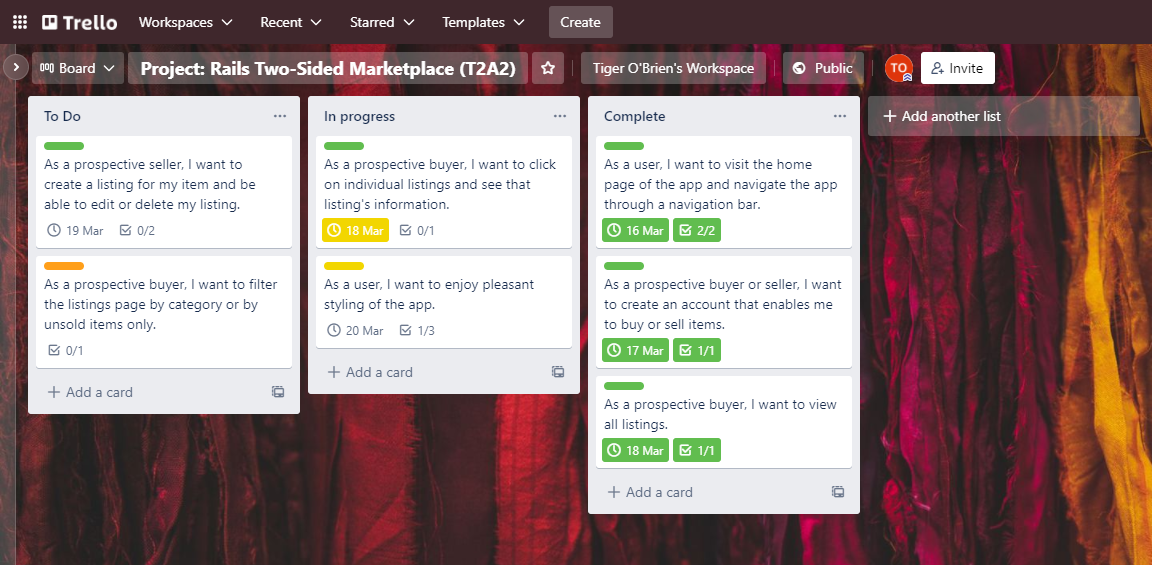 Trello Workspaces Recent Starred Templates Create
Board Project: Rails Two-Sided Marketplace (T2A2) Tiger O'Brien's Workspace Public TO Invite
To Do
As a prospective seller, I want to
create a listing for my item and be
able to edit or delete my listing.
19 Mar 0/2
As a prospective buyer, I want to filter
the listings page by category or by
unsold items only.
0/1
+ Add a card
In progress
As a prospective buyer, I want to click
on individual listings and see that
listing's information.
18 Mar 0/1
As a user, I want to enjoy pleasant
styling of the app.
20 Mar 1/3
+ Add a card
Complete
As a user, I want to visit the home
page of the app and navigate the app
through a navigation bar.
16 Mar 2/2
As a prospective buyer or seller, I want
to create an account that enables me
to buy or sell items.
17 Mar 1/1
As a prospective buyer, I want to view
all listings.
18 Mar 1/1
+ Add a card
+ Add another list